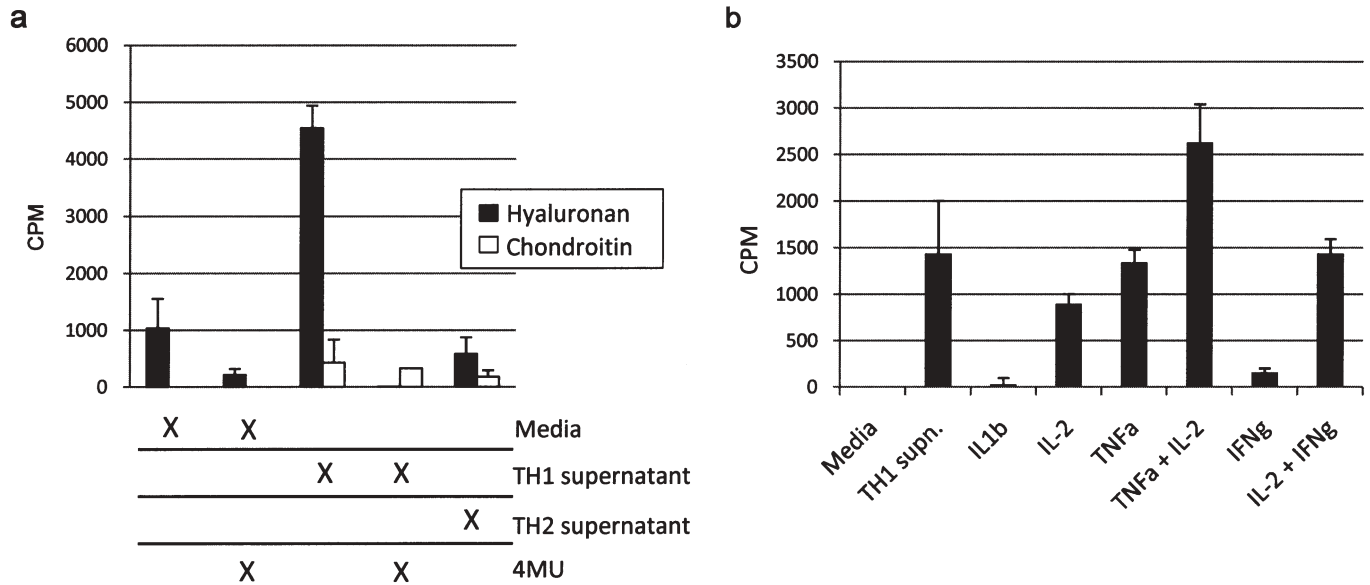 a
6000
5000
4000
3000
2000
1000
0
CPM
Hyaluronan
Chondroitin
X X Media
X X TH1 supernatant
X TH2 supernatant
X X 4MU
b
3500
3000
2500
2000
1500
1000
500
0
CPM
Media
TH1 supn.
IL1b
IL-2
TNFa
TNFa + IL-2
IFNg
IL-2 + IFNg